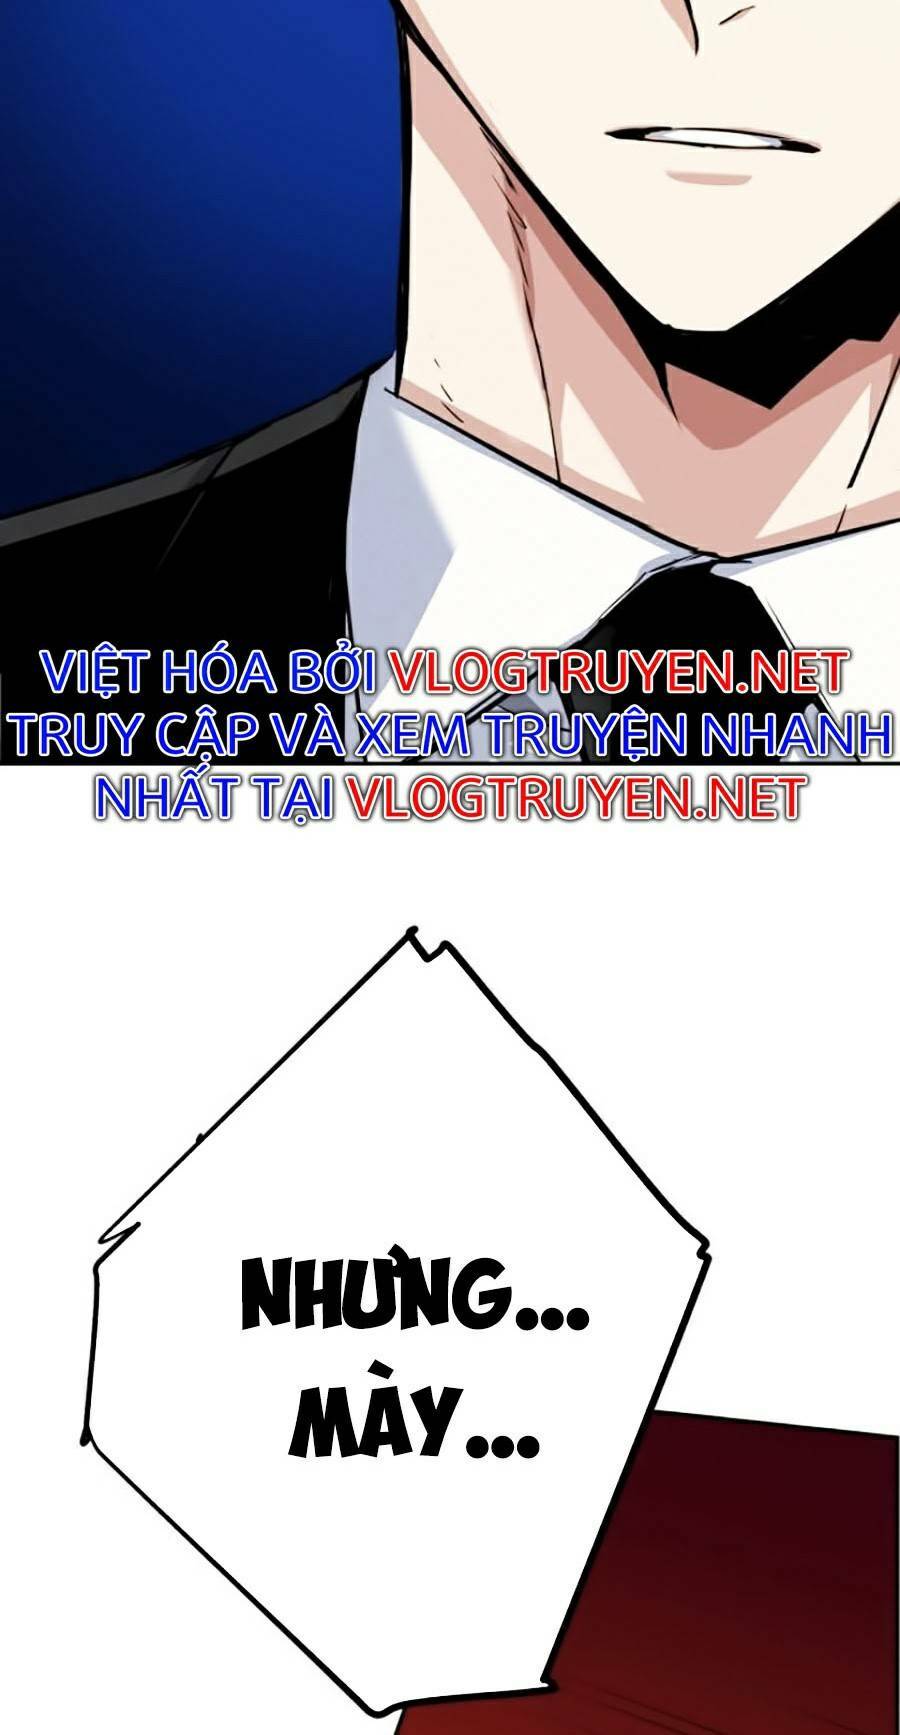 VIỆT HÓA BỞI VLOGTRUYEN.NET
TRUY CẬP VÀ XEM TRUYỆN NHANH
NHẤT TẠI VLOGTRUYEN.NET
NHƯNG...
MÀY...